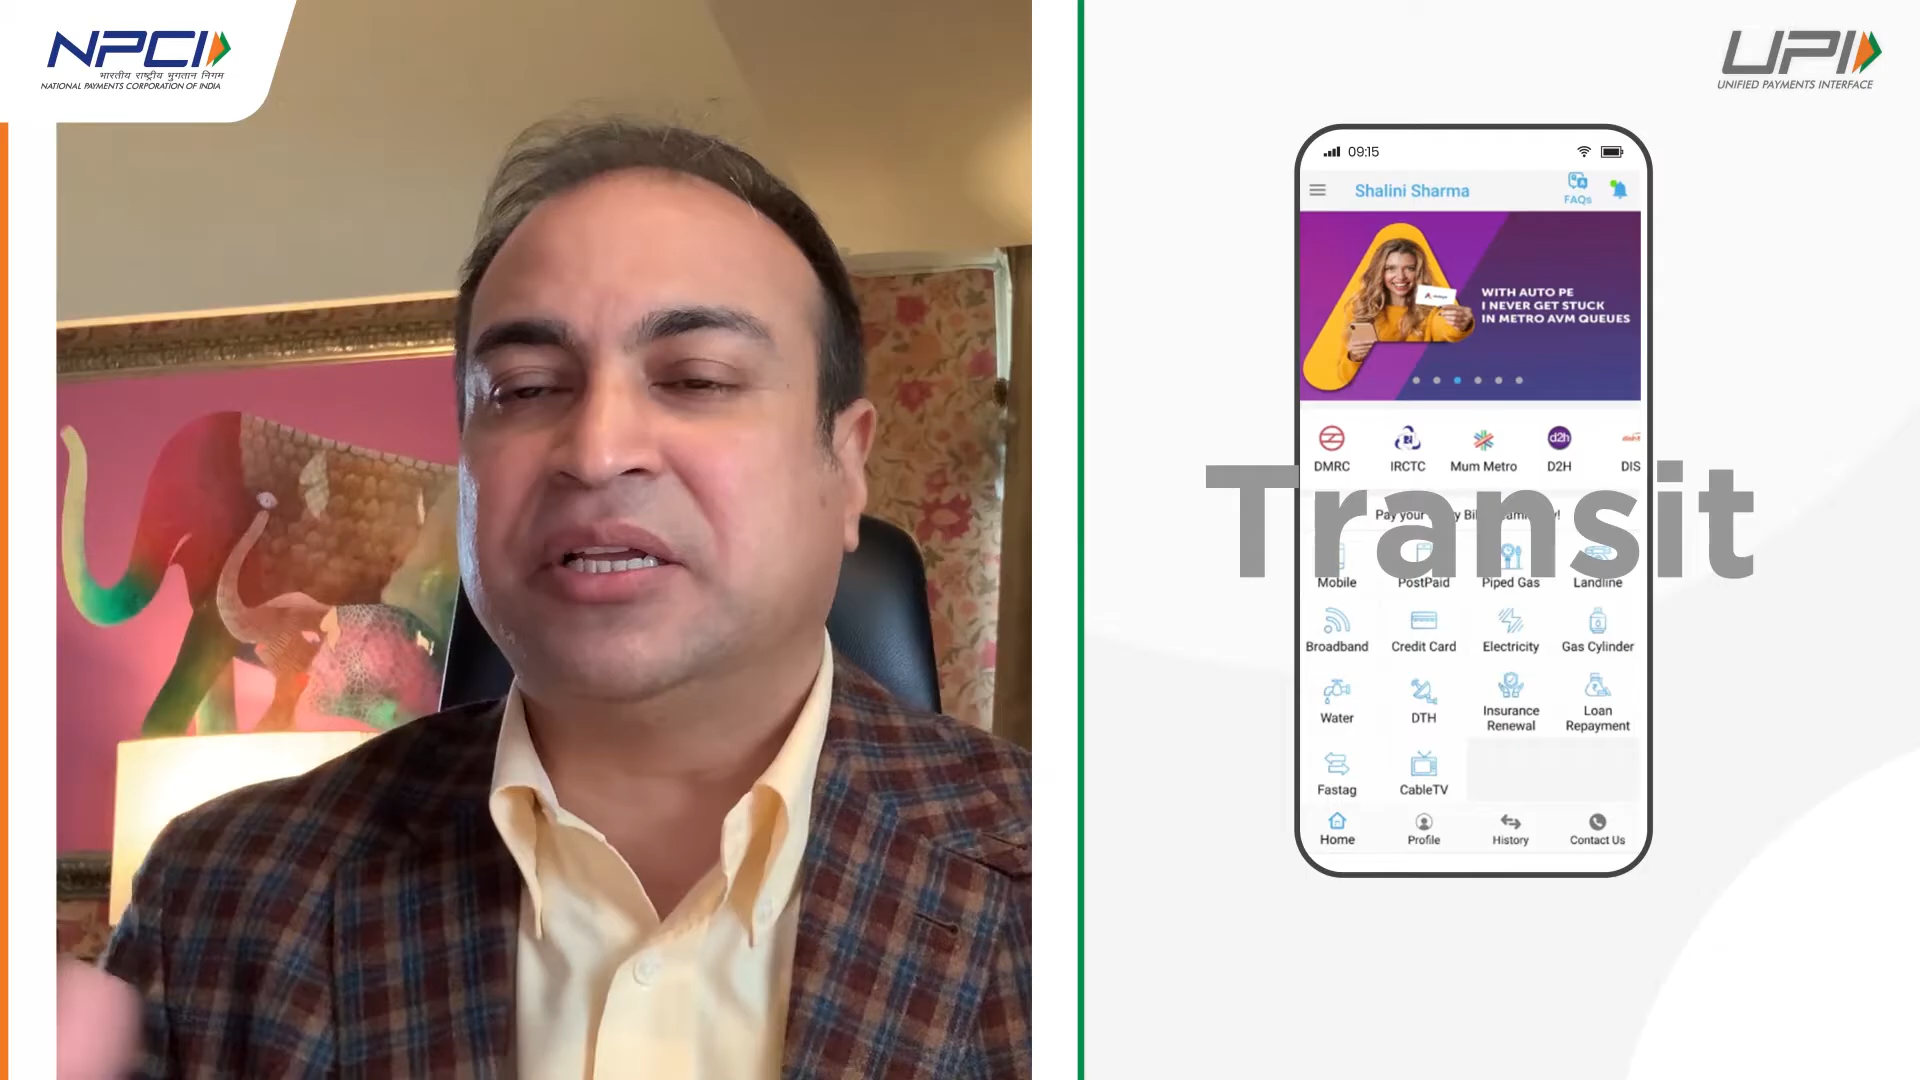 NPCI
भारतीय राष्ट्रीय भुगतान निगम
NATIONAL PAYMENTS CORPORATION OF INDIA
UPI
UNIFIED PAYMENTS INTERFACE
09:15
Shalini Sharma
FAQs
WITH AUTO PE
I NEVER GET STUCK
IN METRO AVM QUEUES
DMRC IRCTC Mum Metro D2H DIS
d2h
Transit
Pay your
Mobile PostPaid Piped Gas Landline
Broadband Credit Card Electricity Gas Cylinder
Water DTH Insurance Renewal Loan Repayment
Fastag CableTV
Home Profile History Contact Us